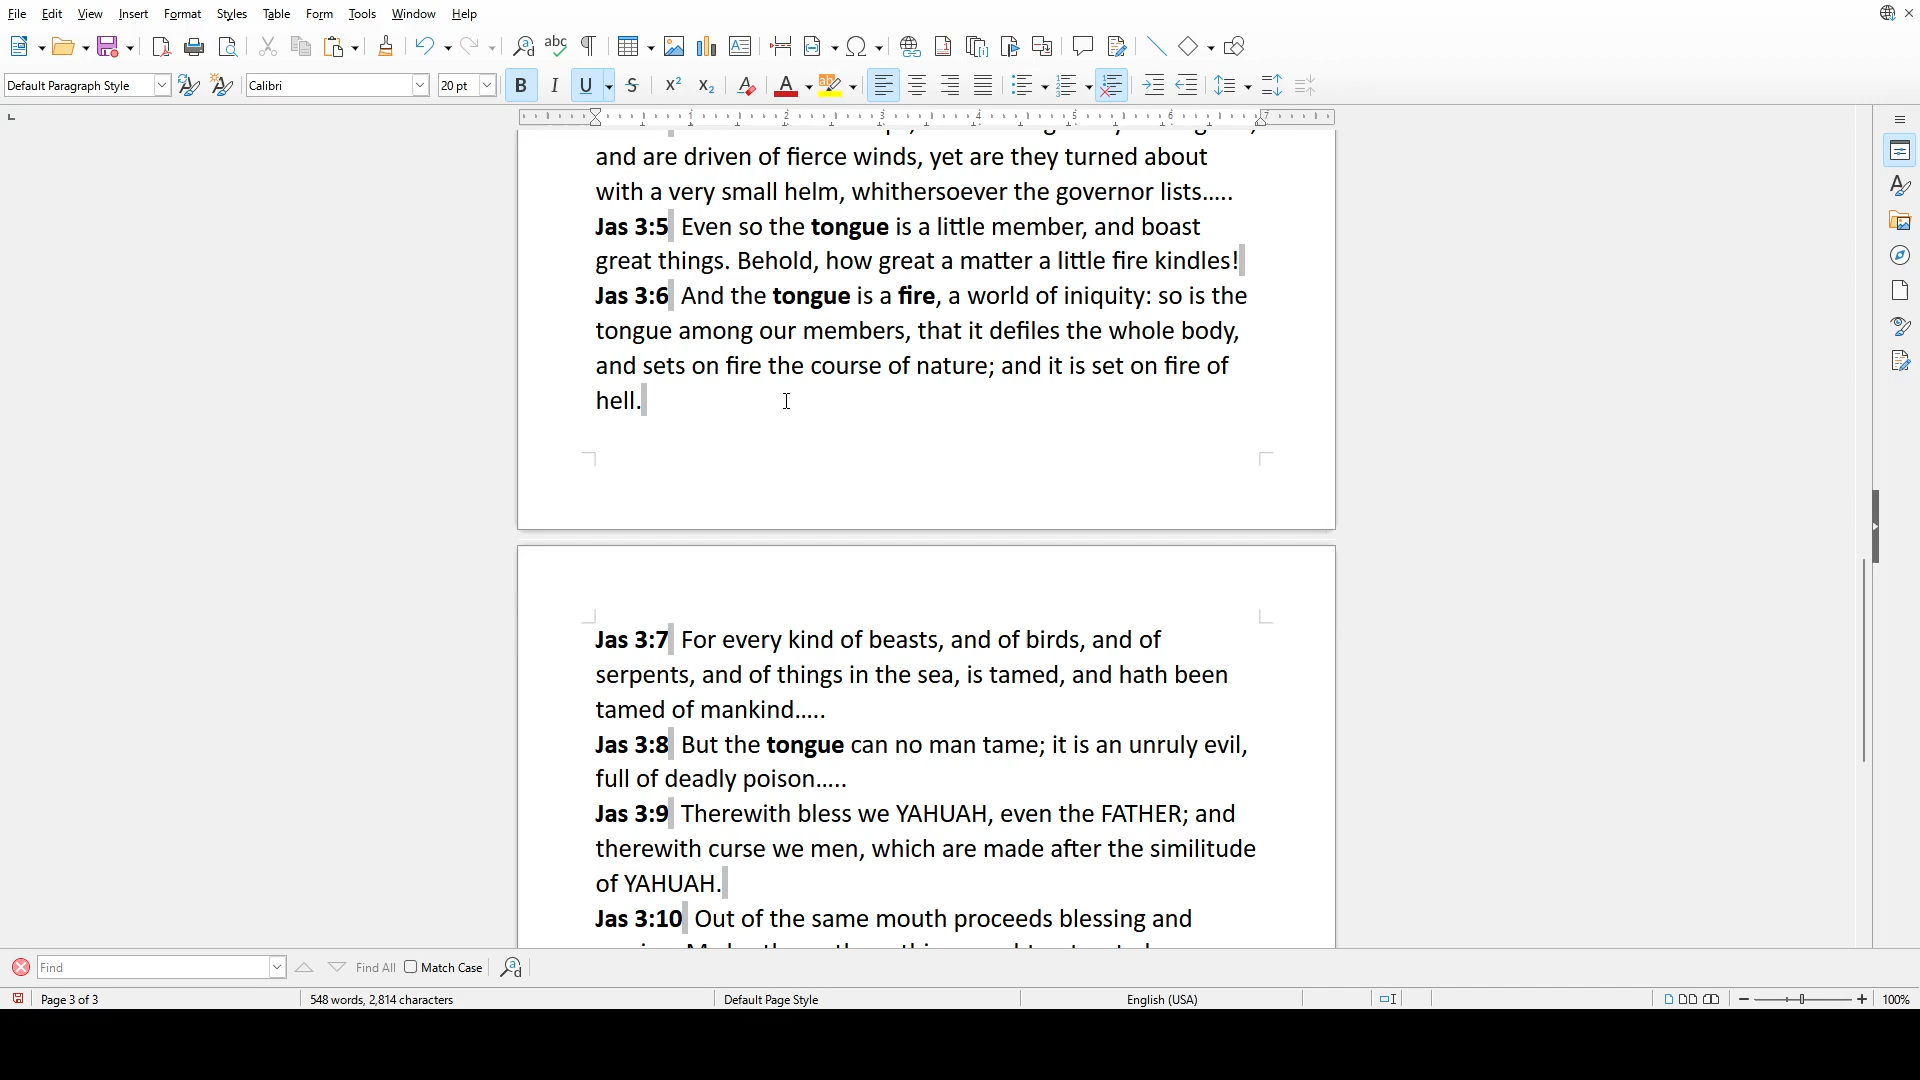 File Edit View Insert Format Styles Table Form Tools Window Help
Default Paragraph Style Calibri 20 pt
and are driven of fierce winds, yet are they turned about
with a very small helm, whithersoever the governor lists.....
Jas 3:5 Even so the tongue is a little member, and boast
great things. Behold, how great a matter a little fire kindles!
Jas 3:6 And the tongue is a fire, a world of iniquity: so is the
tongue among our members, that it defiles the whole body,
and sets on fire the course of nature; and it is set on fire of
hell.
Jas 3:7 For every kind of beasts, and of birds, and of
serpents, and of things in the sea, is tamed, and hath been
tamed of mankind.....
Jas 3:8 But the tongue can no man tame; it is an unruly evil,
full of deadly poison.....
Jas 3:9 Therewith bless we YAHUAH, even the FATHER; and
therewith curse we men, which are made after the similitude
of YAHUAH.
Jas 3:10 Out of the same mouth proceeds blessing and
Find Find All Match Case
Page 3 of 3 548 words, 2,814 characters Default Page Style English (USA) 100%